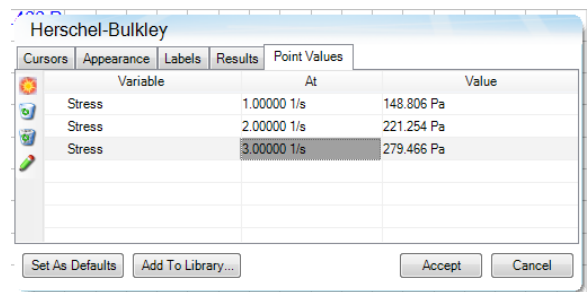 Herschel-Bulkley
Cursors Appearance Labels Results Point Values
Variable At Value
Stress 1.00000 1/s 148.806 Pa
Stress 2.00000 1/s 221.254 Pa
Stress 3.00000 1/s 279.466 Pa
Set As Defaults Add To Library... Accept Cancel